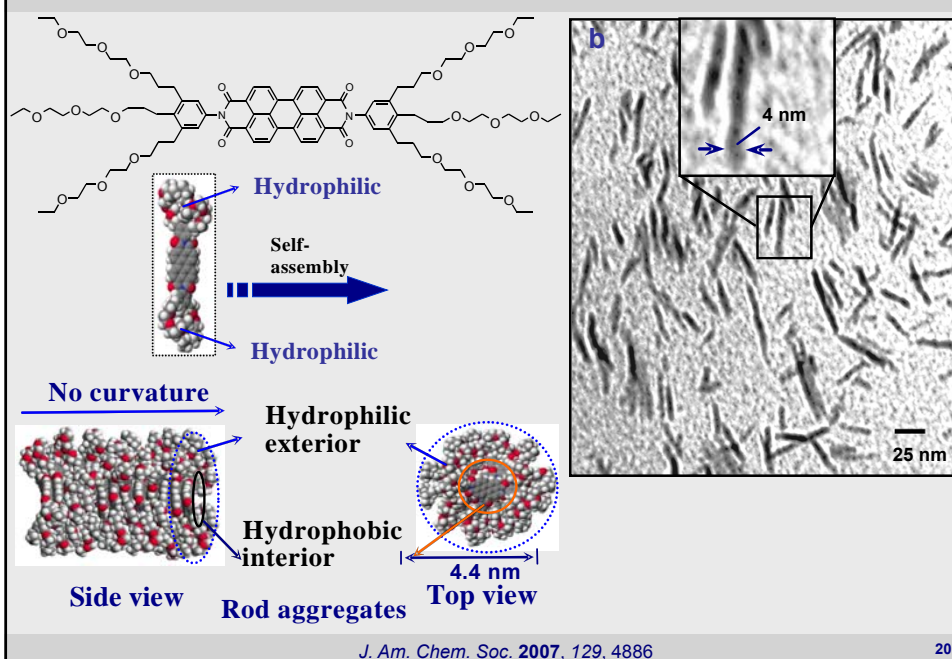 b
4 nm
25 nm
O
O
O
O
O
O
O
O
O
O
N
O
O
N
O
O
O
O
O
O
O
O
O
O
O
Hydrophilic
Self-
assembly
Hydrophilic
No curvature
Hydrophilic
exterior
Hydrophobic
interior
4.4 nm
Side view
Top view
Rod aggregates
J. Am. Chem. Soc. 2007, 129, 4886
20